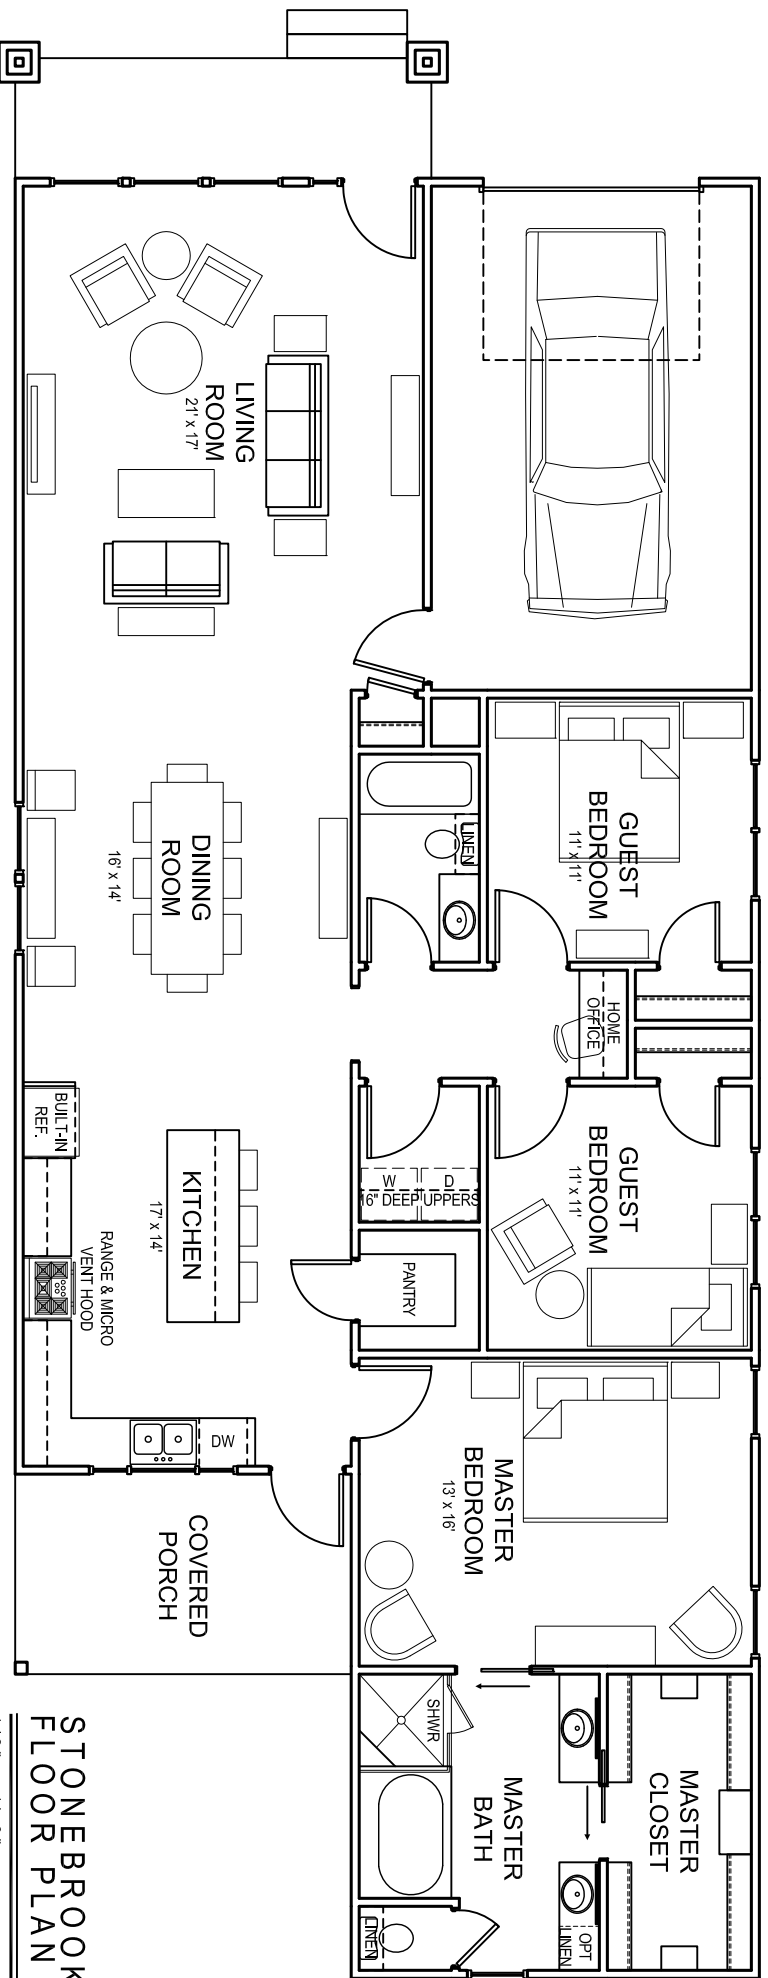 LIVING
ROOM
21' x 17'
DINING
ROOM
16' x 14'
LINEN
GUEST
BEDROOM
11' x 11'
HOME
OFFICE
GUEST
BEDROOM
11' x 11'
BUILT-IN
REF.
KITCHEN
17' x 14'
RANGE & MICRO
VENT HOOD
W
D
16" DEEP UPPERS
PANTRY
DW
COVERED
PORCH
MASTER
BEDROOM
13' x 16'
SHWR
MASTER
BATH
MASTER
CLOSET
LINEN
OPT
LINEN
STONEBROOK
FLOOR PLAN